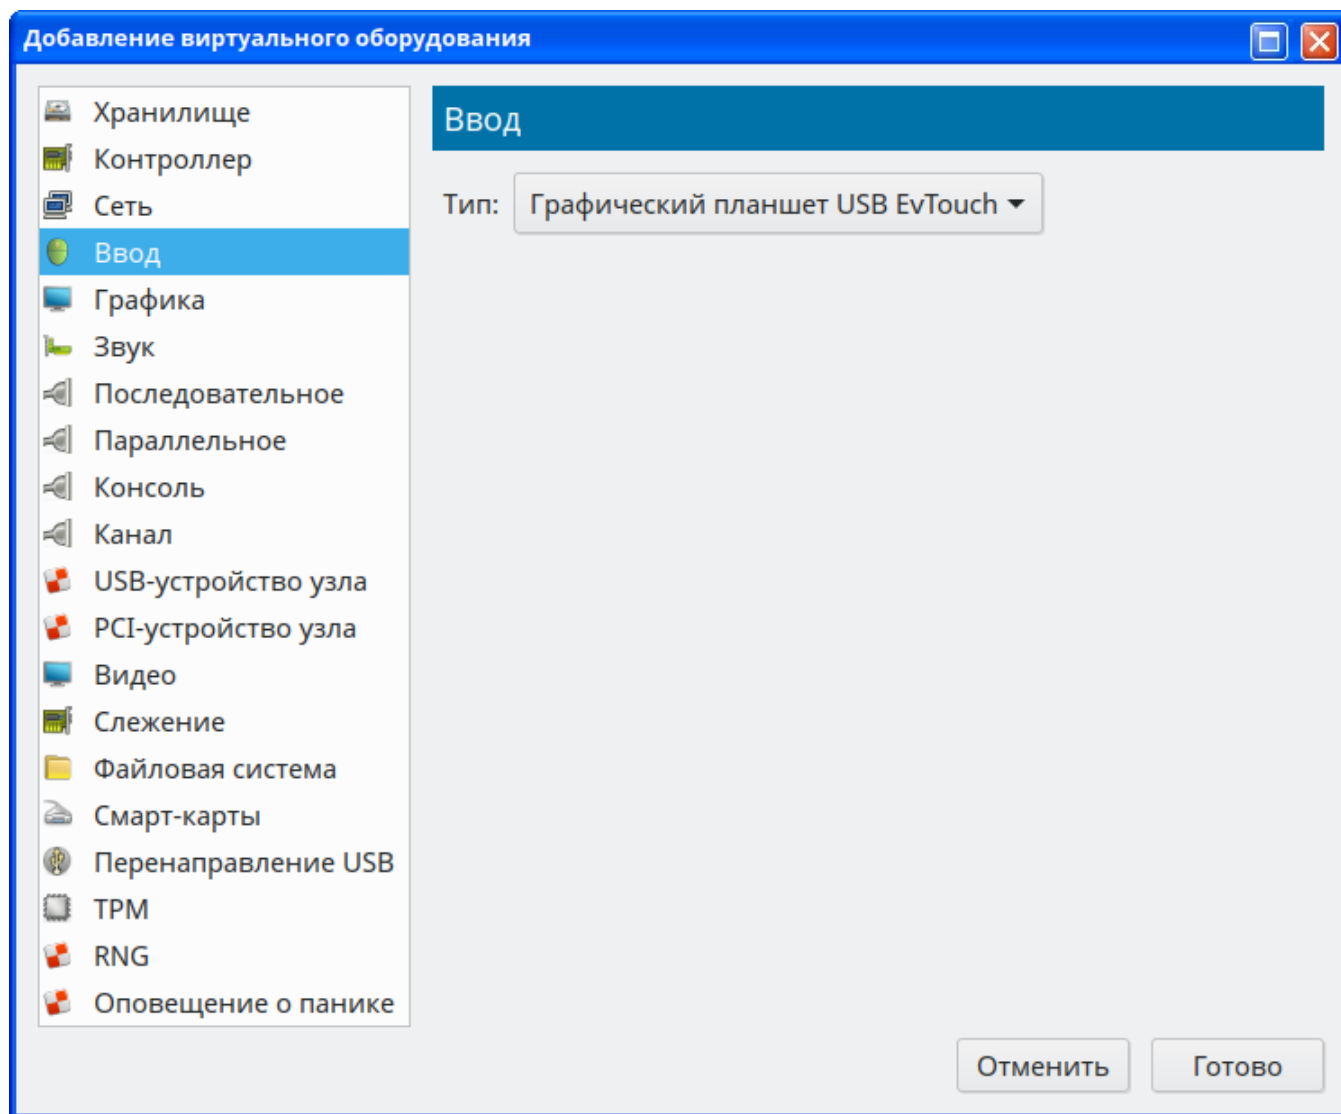 Добавление виртуального оборудования
Хранилище
Контроллер
Сеть
Ввод
Графика
Звук
Последовательное
Параллельное
Консоль
Канал
USB-устройство узла
PCI-устройство узла
Видео
Слежение
Файловая система
Смарт-карты
Перенаправление USB
TPM
RNG
Оповещение о панике
Ввод
Тип: Графический планшет USB EvTouch
Отменить Готово